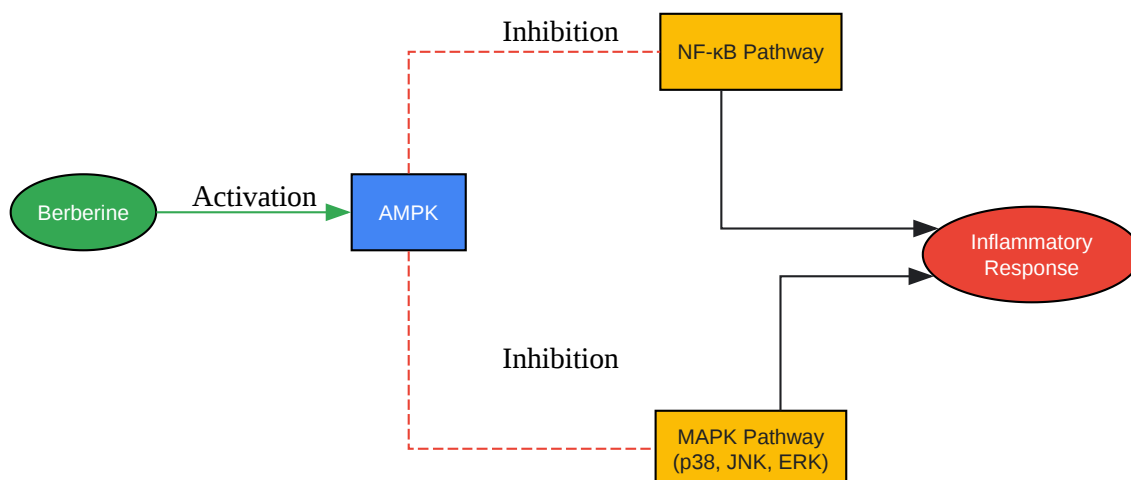 Inhibition
NF-κB Pathway
Activation
Berberine
AMPK
Inflammatory
Response
Inhibition
MAPK Pathway
(p38, JNK, ERK)